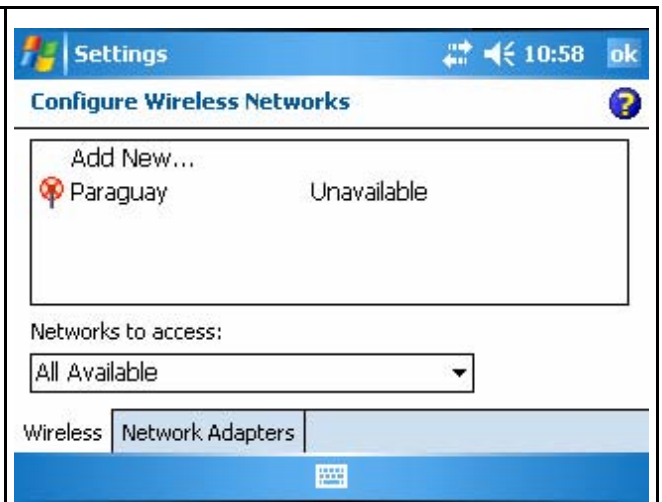 Settings 10:58 ok
Configure Wireless Networks ?
Add New...
Paraguay Unavailable
Networks to access:
All Available
Wireless Network Adapters